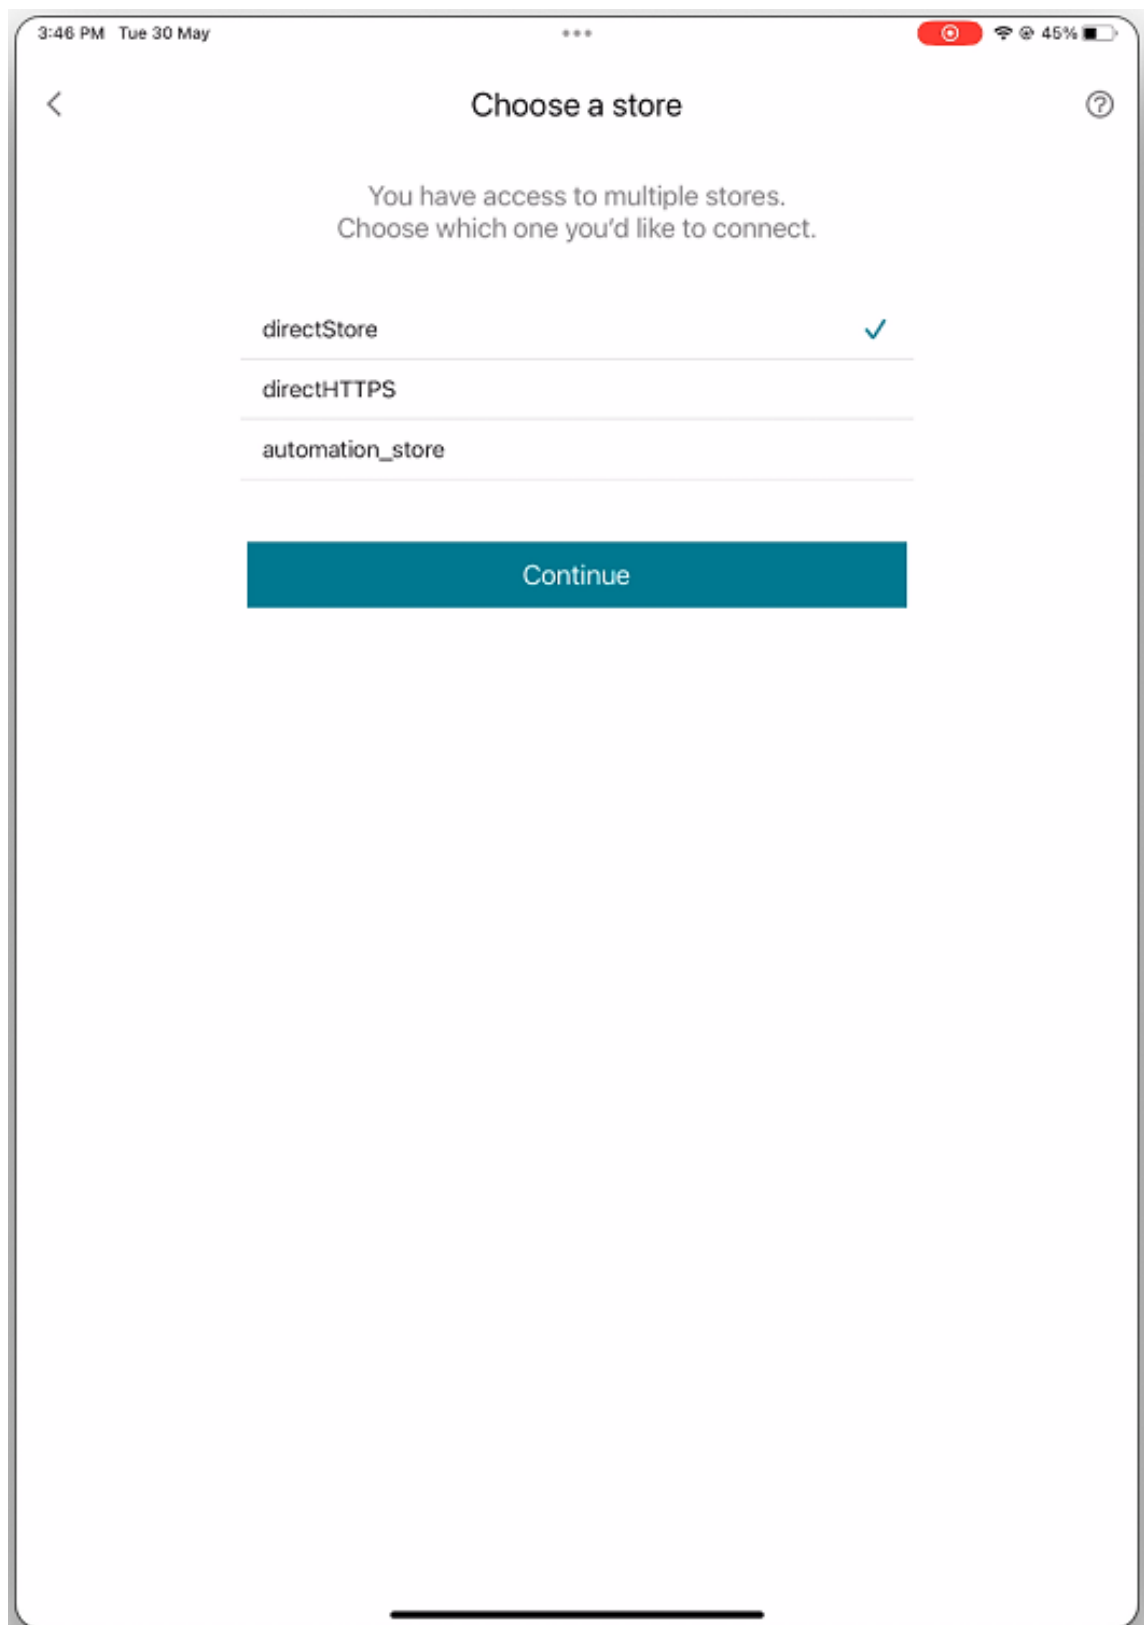 3:46 PM Tue 30 May
45%
Choose a store
You have access to multiple stores.
Choose which one you'd like to connect.
directStore
directHTTPS
automation_store
Continue